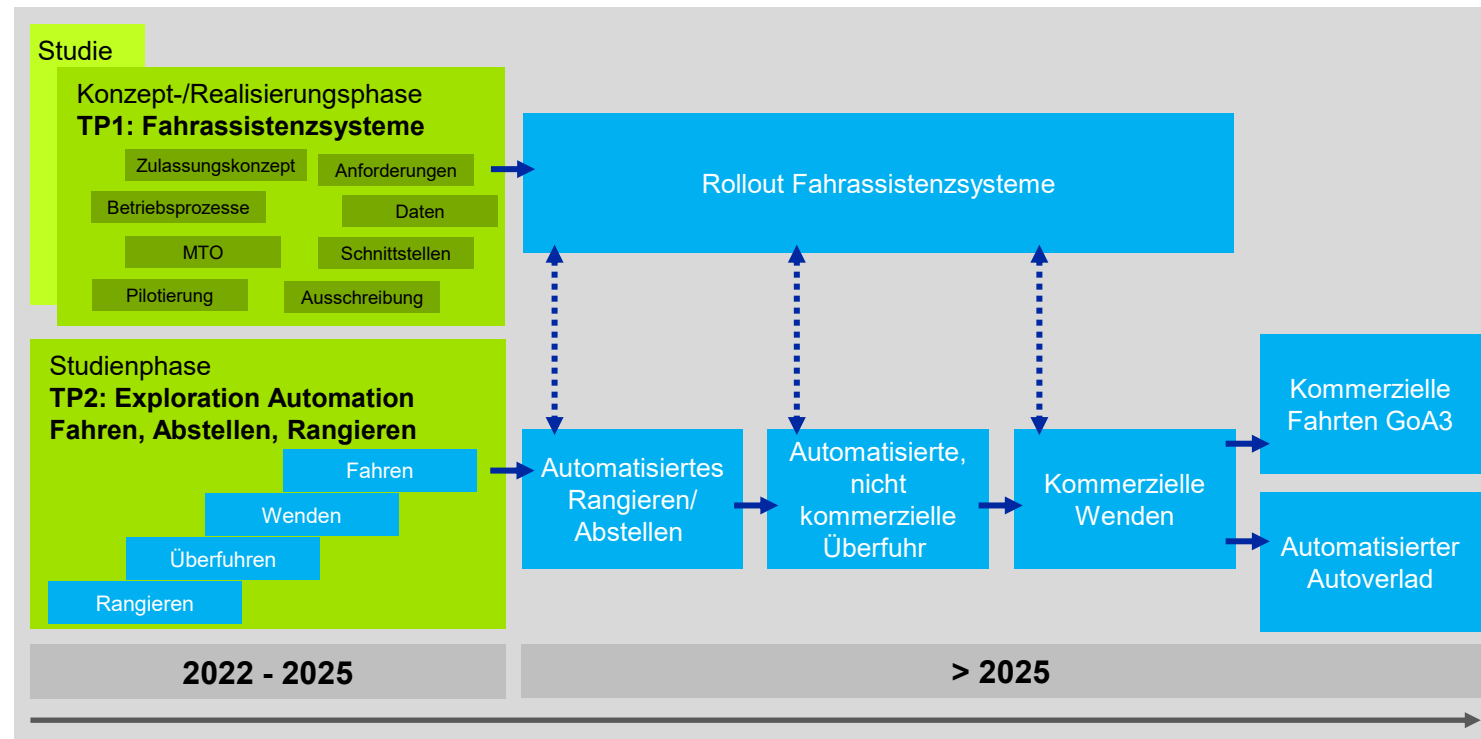 Studie
Konzept-/Realisierungsphase
TP1: Fahrassistenzsysteme
Zulassungskonzept
Anforderungen
Betriebsprozesse
Daten
MTO
Schnittstellen
Pilotierung
Ausschreibung
Rollout Fahrassistenzsysteme
Studienphase
TP2: Exploration Automation
Fahren, Abstellen, Rangieren
Fahren
Wenden
Überfuhren
Rangieren
Automatisiertes
Rangieren/
Abstellen
Automatisierte,
nicht
kommerzielle
Überfuhr
Kommerzielle
Wenden
Kommerzielle
Fahrten GoA3
Automatisierter
Autoverlad
2022 - 2025
> 2025